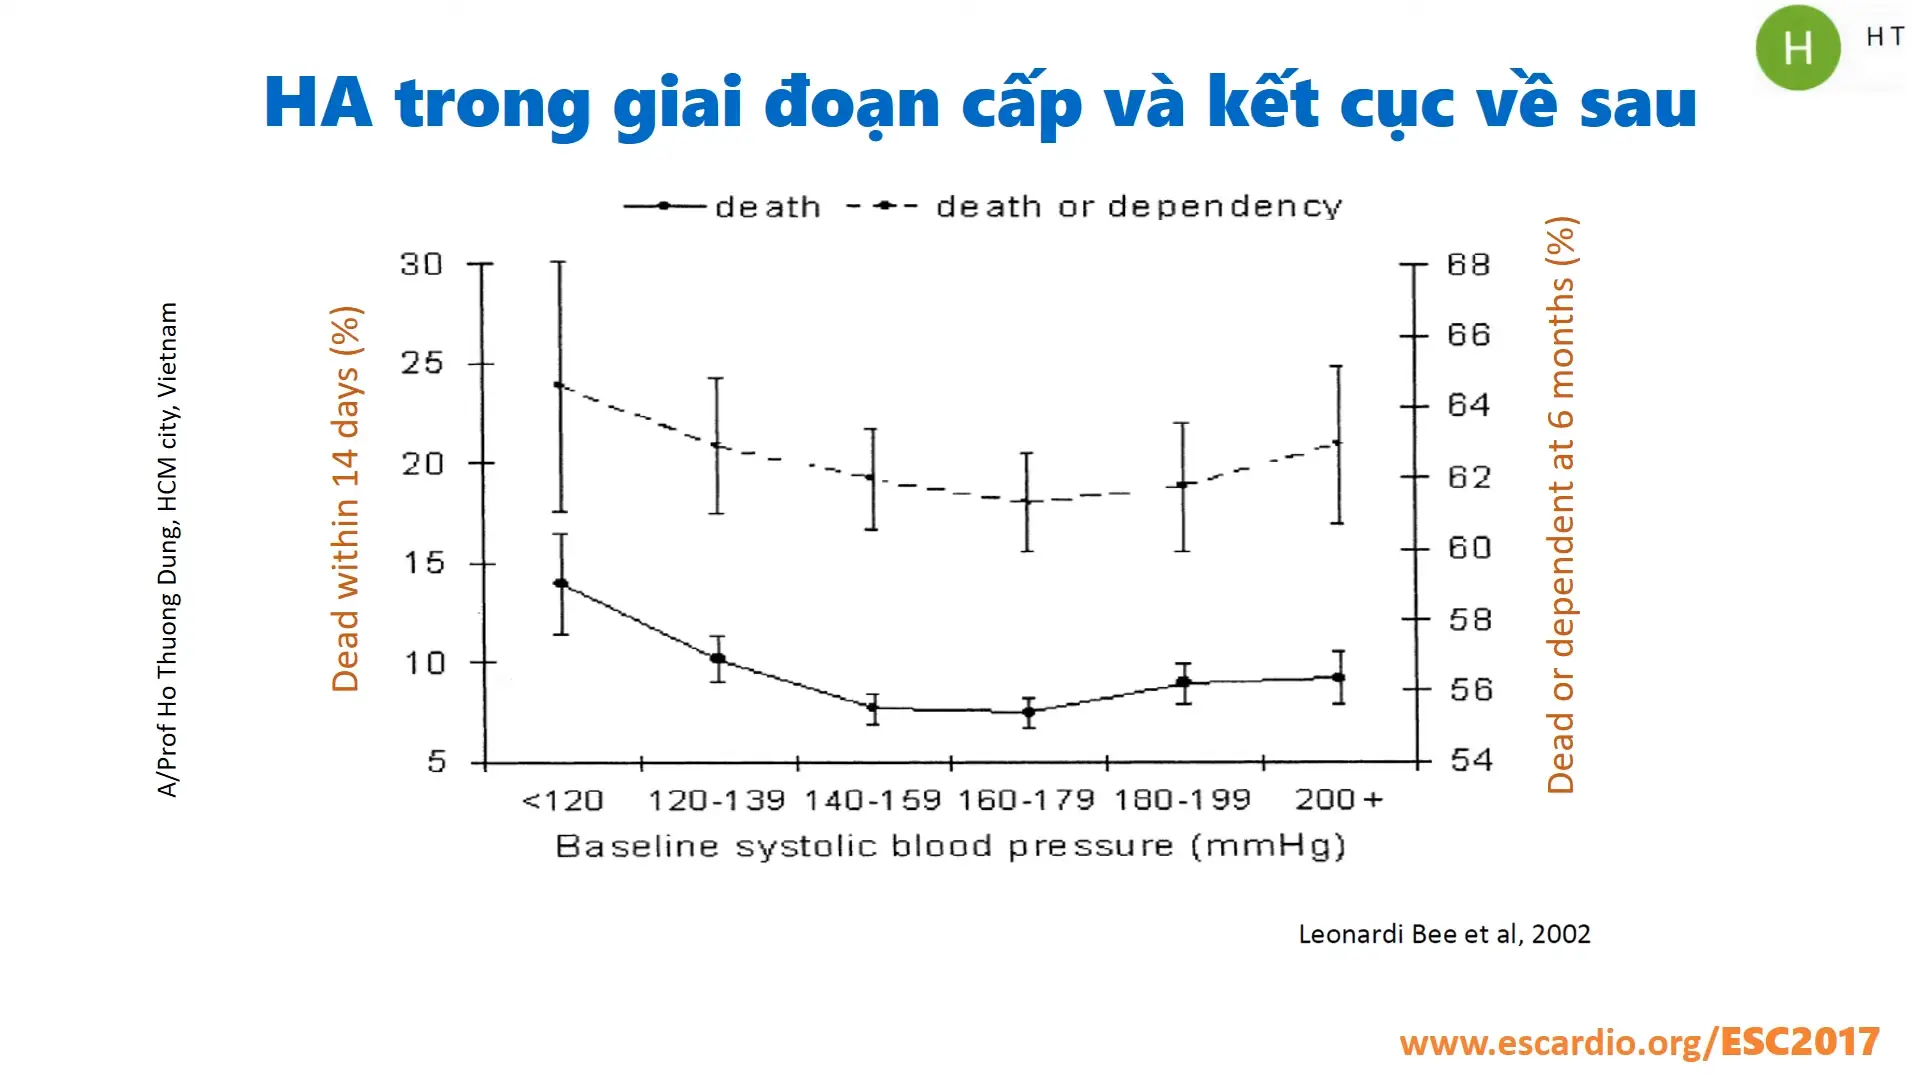 H
H T
HA trong giai đoạn cấp và kết cục về sau
death
death or dependency
A/Prof Ho Thuong Dung, HCM city, Vietnam
Dead within 14 days (%)
30
25
20
15
10
5
68
66
64
62
60
58
56
54
Dead or dependent at 6 months (%)
<120 120-139 140-159 160-179 180-199 200+
Baseline systolic blood pressure (mmHg)
Leonardi Bee et al, 2002
www.escardio.org/ESC2017